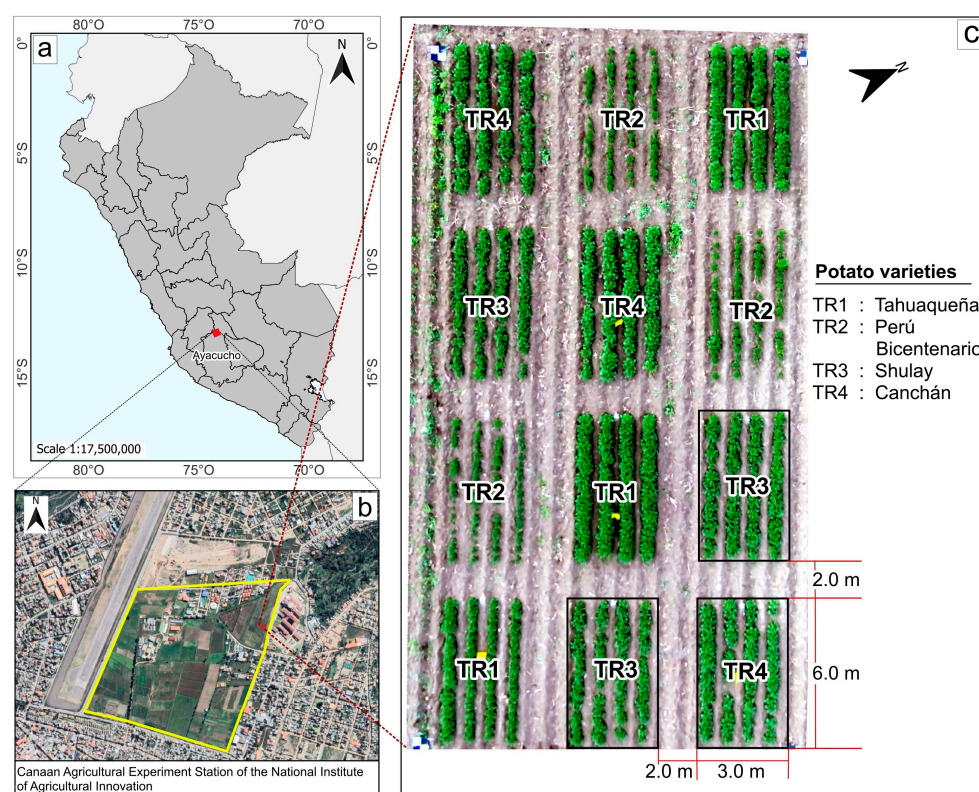 80°O 75°O 70°O
a
N
0° 0°
5°S 5°S
10°S 10°S
15°S 15°S
Ayacucho
Scale 1:17,500,000
80°O 75°O 70°O
N
b
Canaan Agricultural Experiment Station of the National Institute
of Agricultural Innovation
c
N
TR4 TR2 TR1
TR3 TR4 TR2
TR2 TR1 TR3
TR1 TR3 TR4
2.0 m
6.0 m
2.0 m 3.0 m
Potato varieties
TR1 : Tahuaqueña
TR2 : Perú
Bicentenario
TR3 : Shulay
TR4 : Canchán